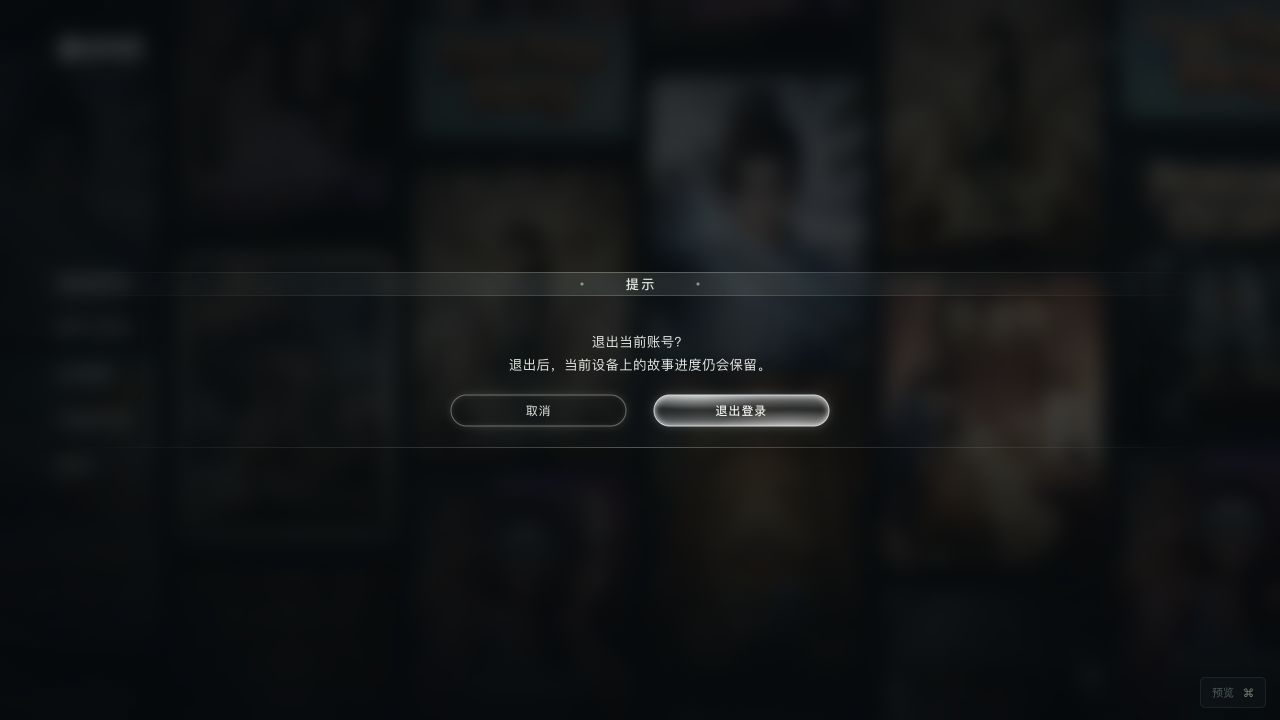 提示
退出当前账号?
退出后，当前设备上的故事进度仍会保留。
取消
退出登录
预览 ⌘